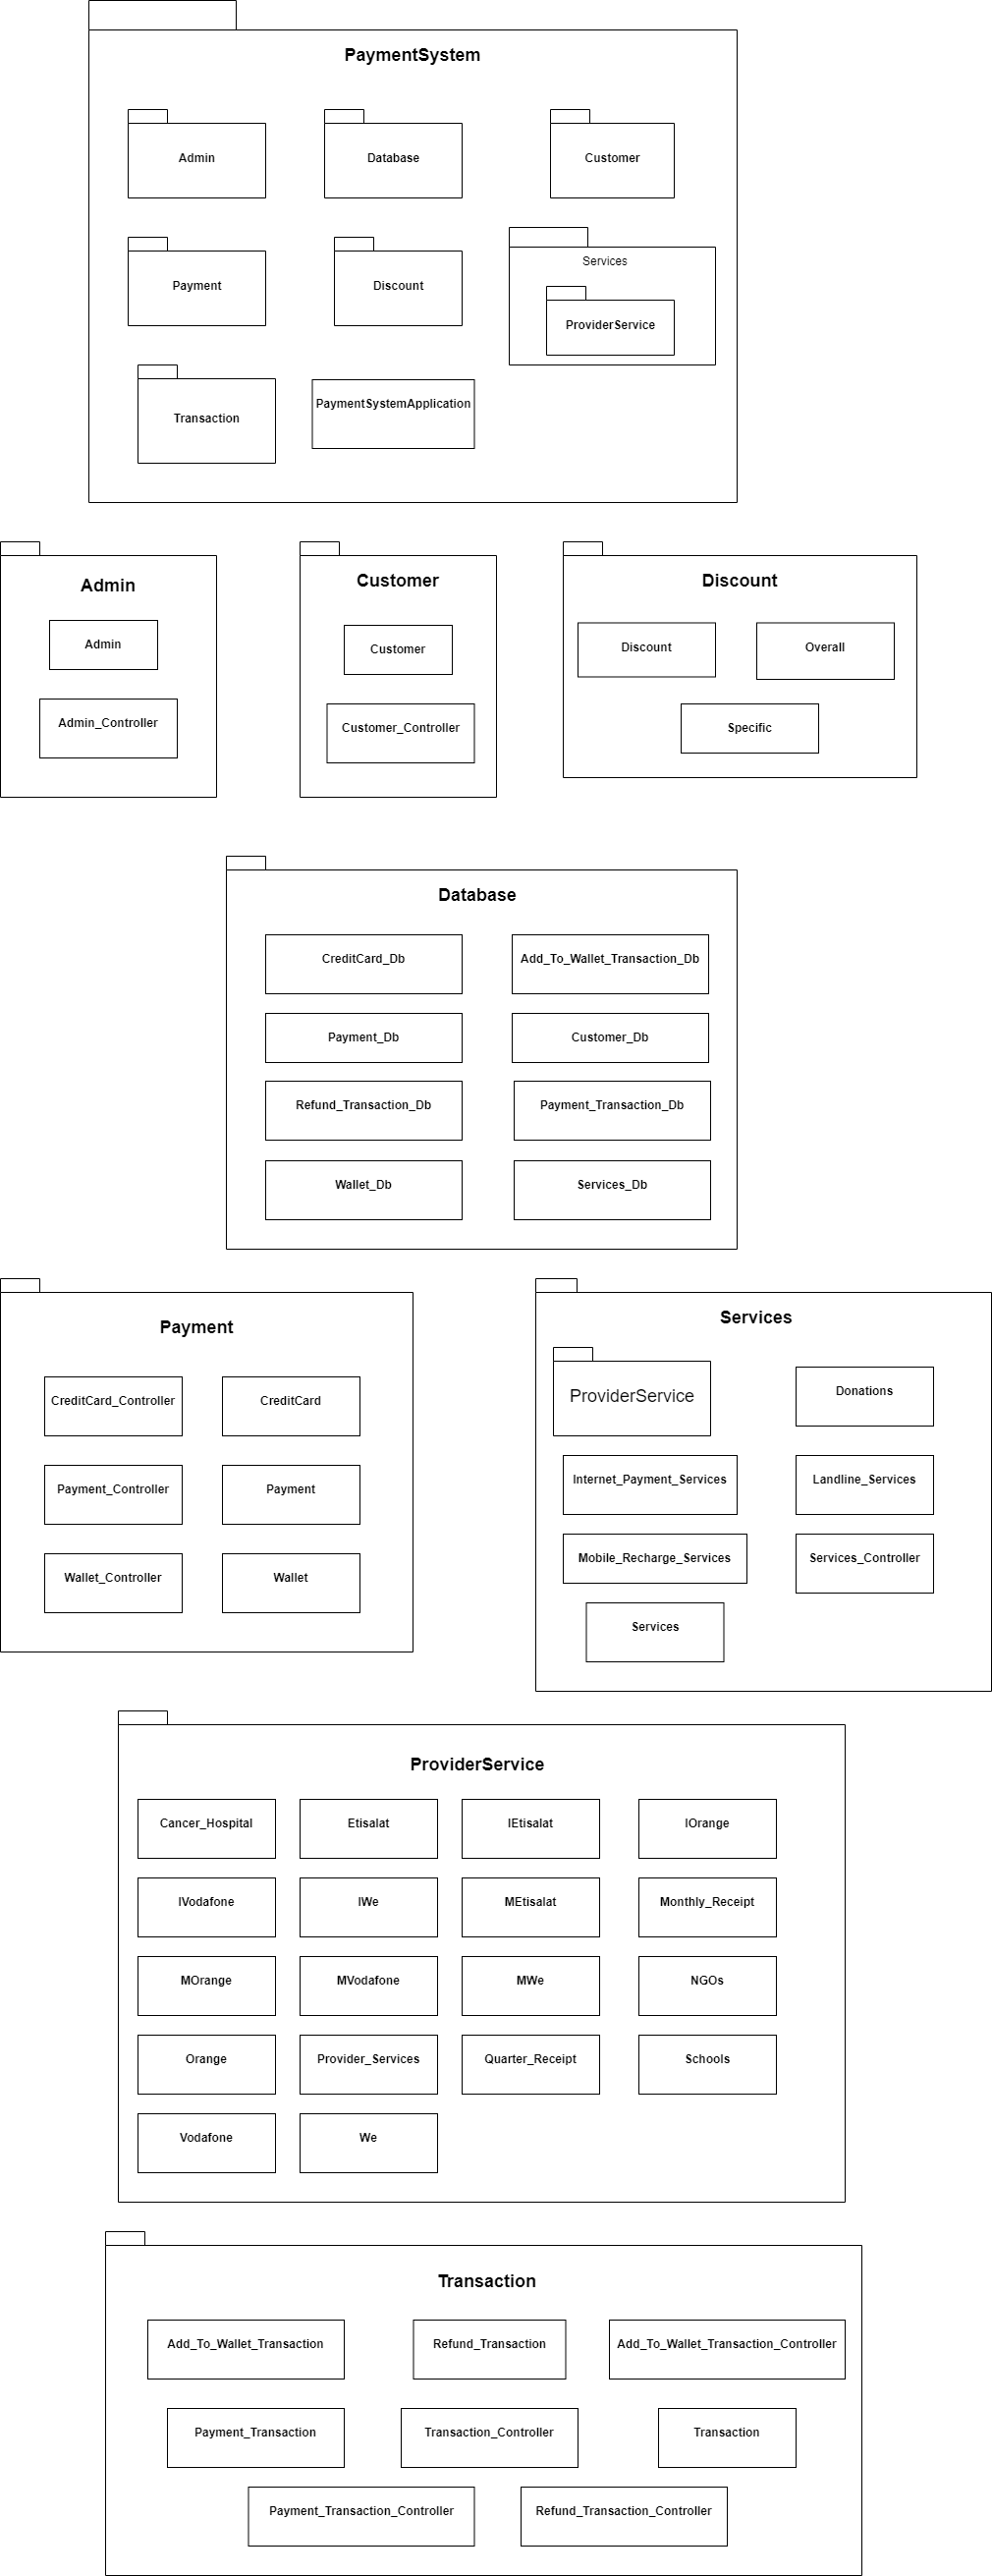 PaymentSystem
Admin
Database
Customer
Payment
Discount
Services
ProviderService
Transaction
PaymentSystemApplication
Admin
Admin
Admin_Controller
Customer
Customer
Customer_Controller
Discount
Discount
Overall
Specific
Database
CreditCard_Db
Add_To_Wallet_Transaction_Db
Payment_Db
Customer_Db
Refund_Transaction_Db
Payment_Transaction_Db
Wallet_Db
Services_Db
Payment
CreditCard_Controller
CreditCard
Payment_Controller
Payment
Wallet_Controller
Wallet
Services
ProviderService
Donations
Internet_Payment_Services
Landline_Services
Mobile_Recharge_Services
Services_Controller
Services
ProviderService
Cancer_Hospital
Etisalat
IEtisalat
IOrange
IVodafone
IWe
MEtisalat
Monthly_Receipt
MOrange
MVodafone
MWe
NGOs
Orange
Provider_Services
Quarter_Receipt
Schools
Vodafone
We
Transaction
Add_To_Wallet_Transaction
Refund_Transaction
Add_To_Wallet_Transaction_Controller
Payment_Transaction
Transaction_Controller
Transaction
Payment_Transaction_Controller
Refund_Transaction_Controller